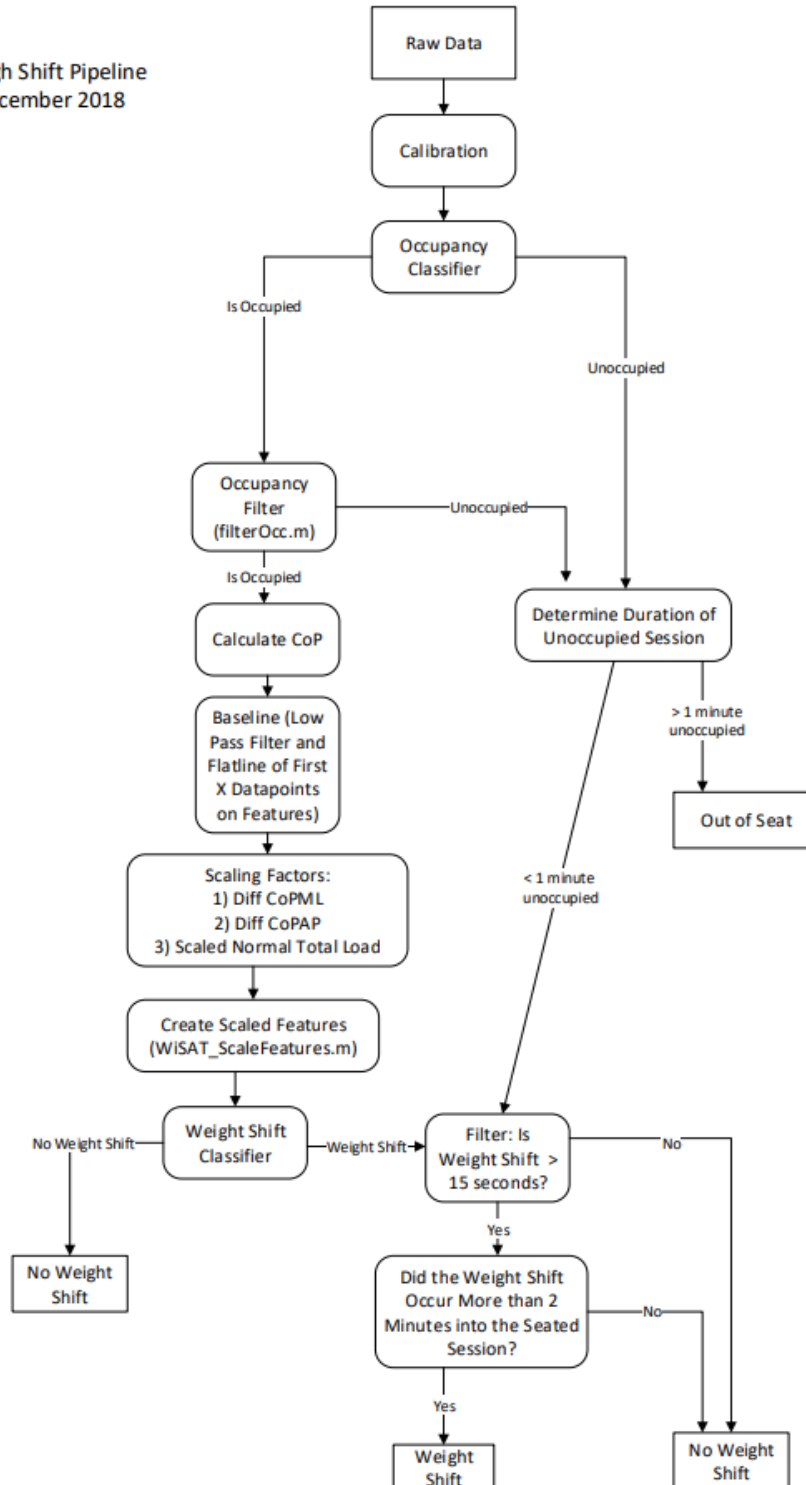 Raw Data
h Shift Pipeline
cember 2018
Calibration
Occupancy
Classifier
Is Occupied
Unoccupied
Occupancy
Filter
(filterOcc.m)
Unoccupied
Is Occupied
Determine Duration of
Unoccupied Session
Calculate CoP
Baseline (Low
Pass Filter and
Flatline of First
X Datapoints
on Features)
> 1 minute
unoccupied
Out of Seat
Scaling Factors:
1) Diff CoPML
2) Diff CoPAP
3) Scaled Normal Total Load
< 1 minute
unoccupied
Create Scaled Features
(WiSAT_ScaleFeatures.m)
No Weight Shift
Weight Shift
Classifier
Weight Shift
Filter: Is
Weight Shift >
15 seconds?
No
Yes
No Weight
Shift
Did the Weight Shift
Occur More than 2
Minutes into the Seated
Session?
No
Yes
Weight
Shift
No Weight
Shift